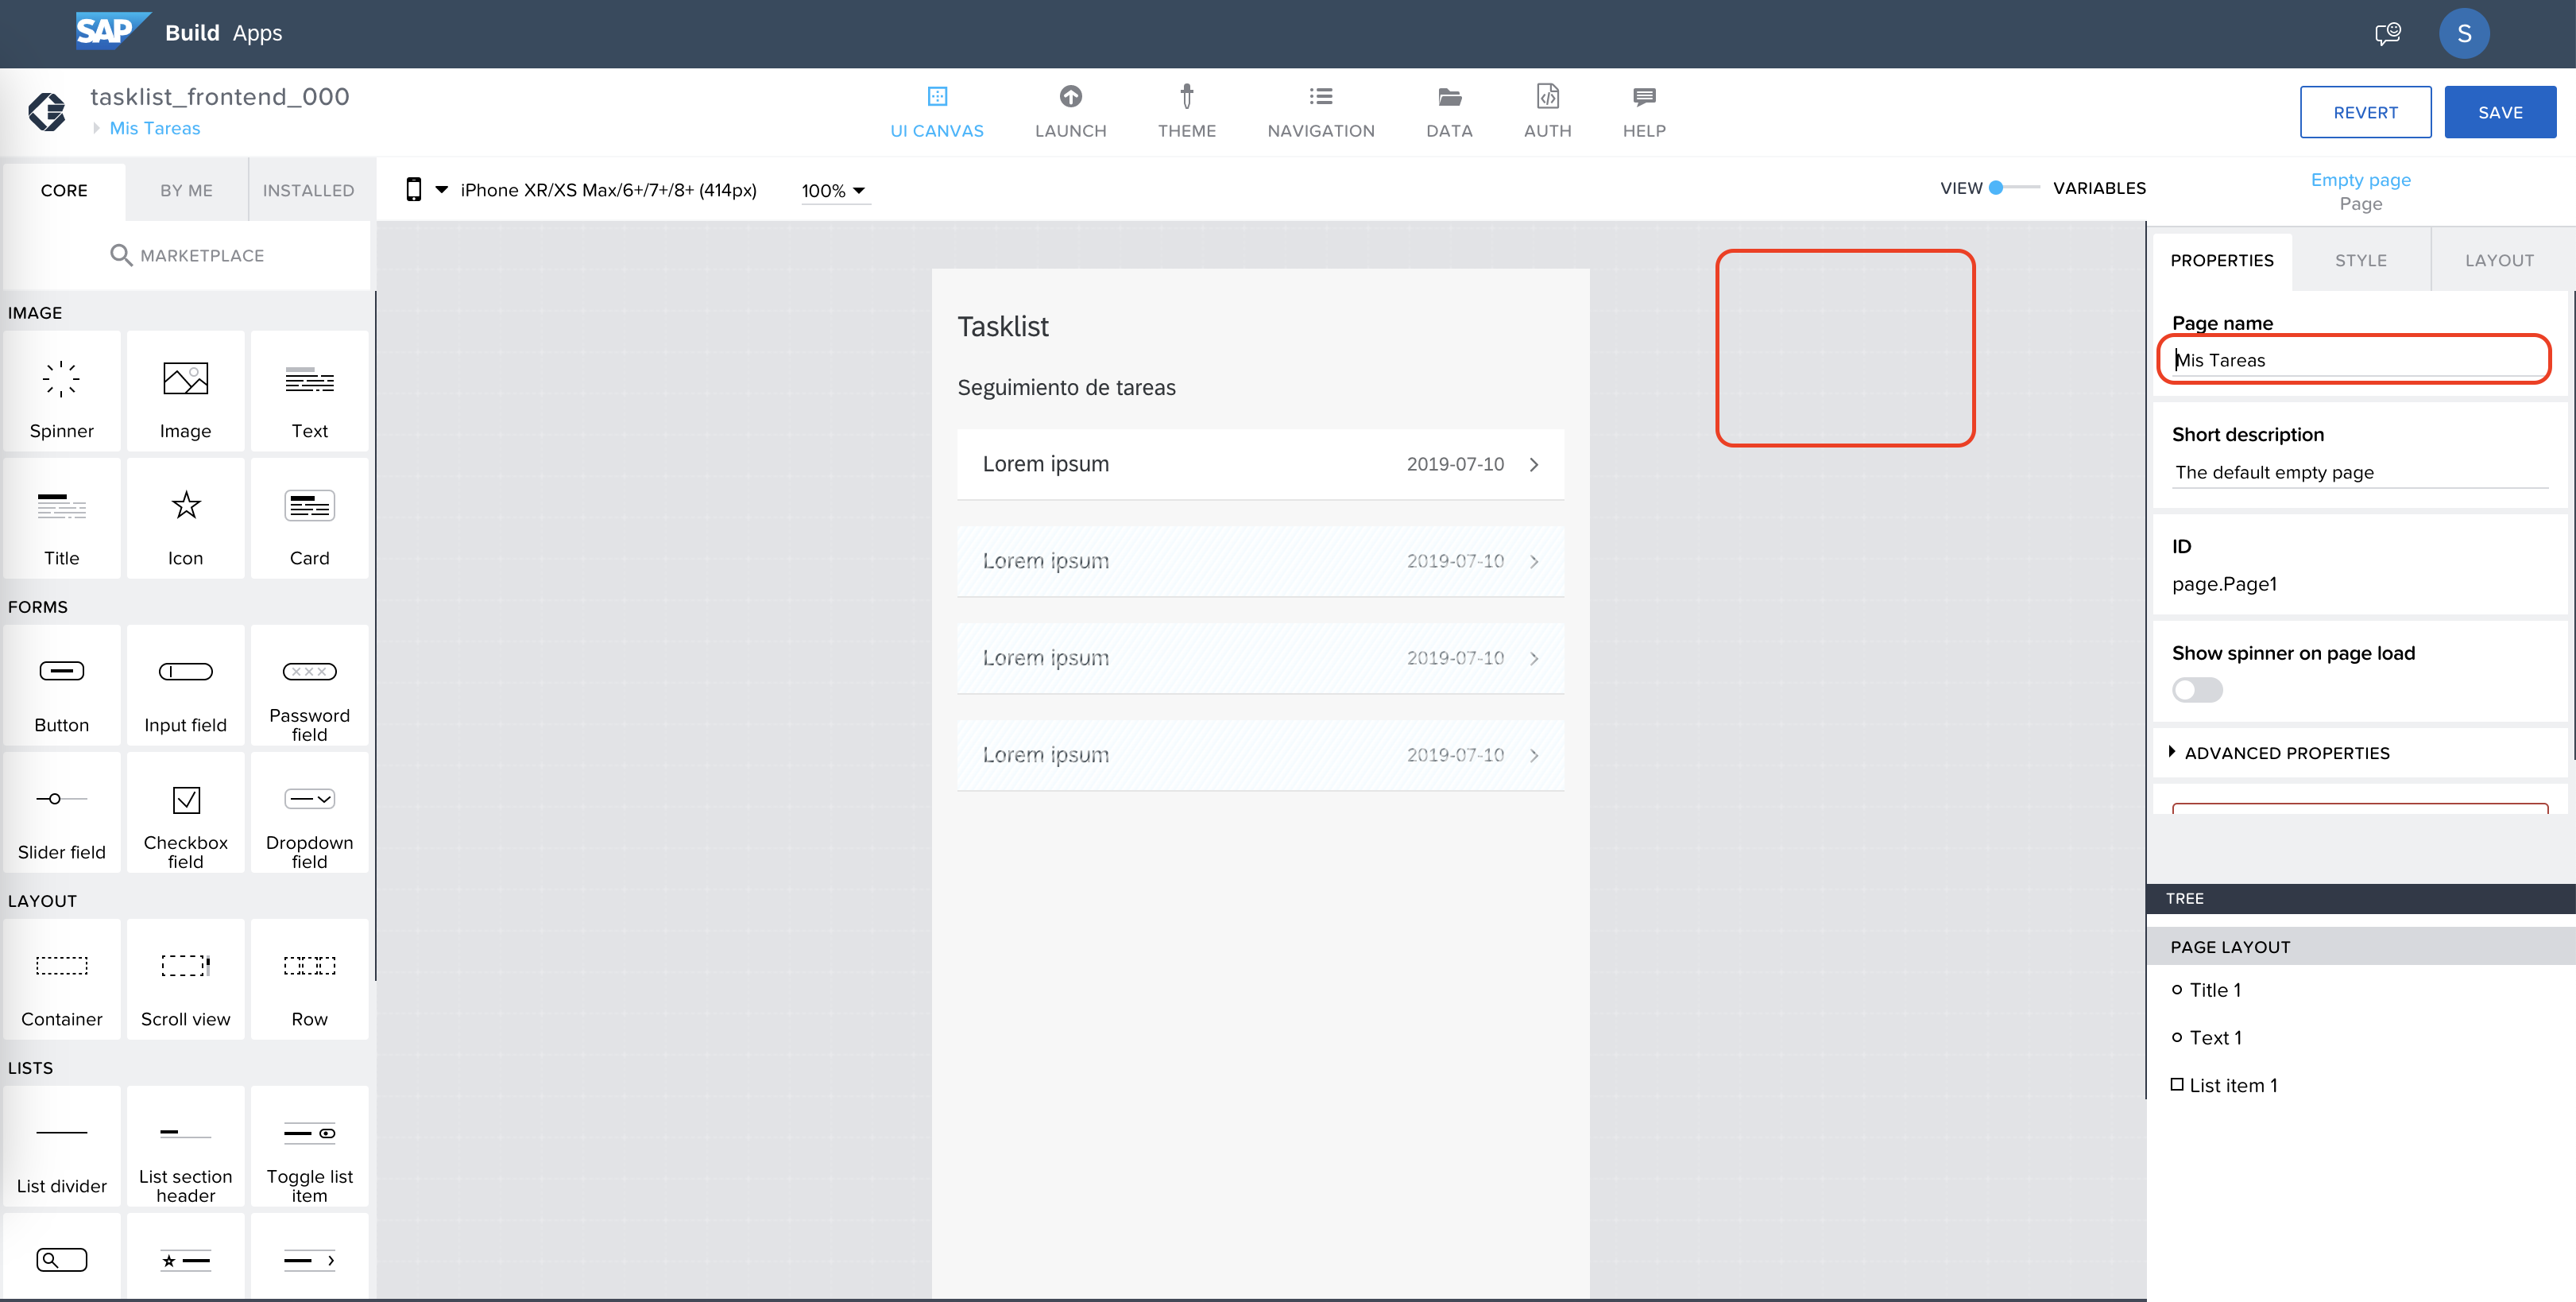 SAP Build Apps
S
tasklist_frontend_000
Mis Tareas
UI CANVAS
LAUNCH
THEME
NAVIGATION
DATA
AUTH
HELP
REVERT
SAVE
CORE
BY ME
INSTALLED
iPhone XR/XS Max/6+/7+/8+ (414px)
100%
VIEW
VARIABLES
Empty page
Page
MARKETPLACE
IMAGE
Spinner
Image
Text
Title
Icon
Card
FORMS
Button
Input field
Password
field
Slider field
Checkbox
field
Dropdown
field
LAYOUT
Container
Scroll view
Row
LISTS
List divider
List section
header
Toggle list
item
Tasklist
Seguimiento de tareas
Lorem ipsum 2019-07-10
Lorem ipsum 2019-07-10
Lorem ipsum 2019-07-10
Lorem ipsum 2019-07-10
PROPERTIES
STYLE
LAYOUT
Page name
Mis Tareas
Short description
The default empty page
ID
page.Page1
Show spinner on page load
ADVANCED PROPERTIES
TREE
PAGE LAYOUT
Title 1
Text 1
List item 1